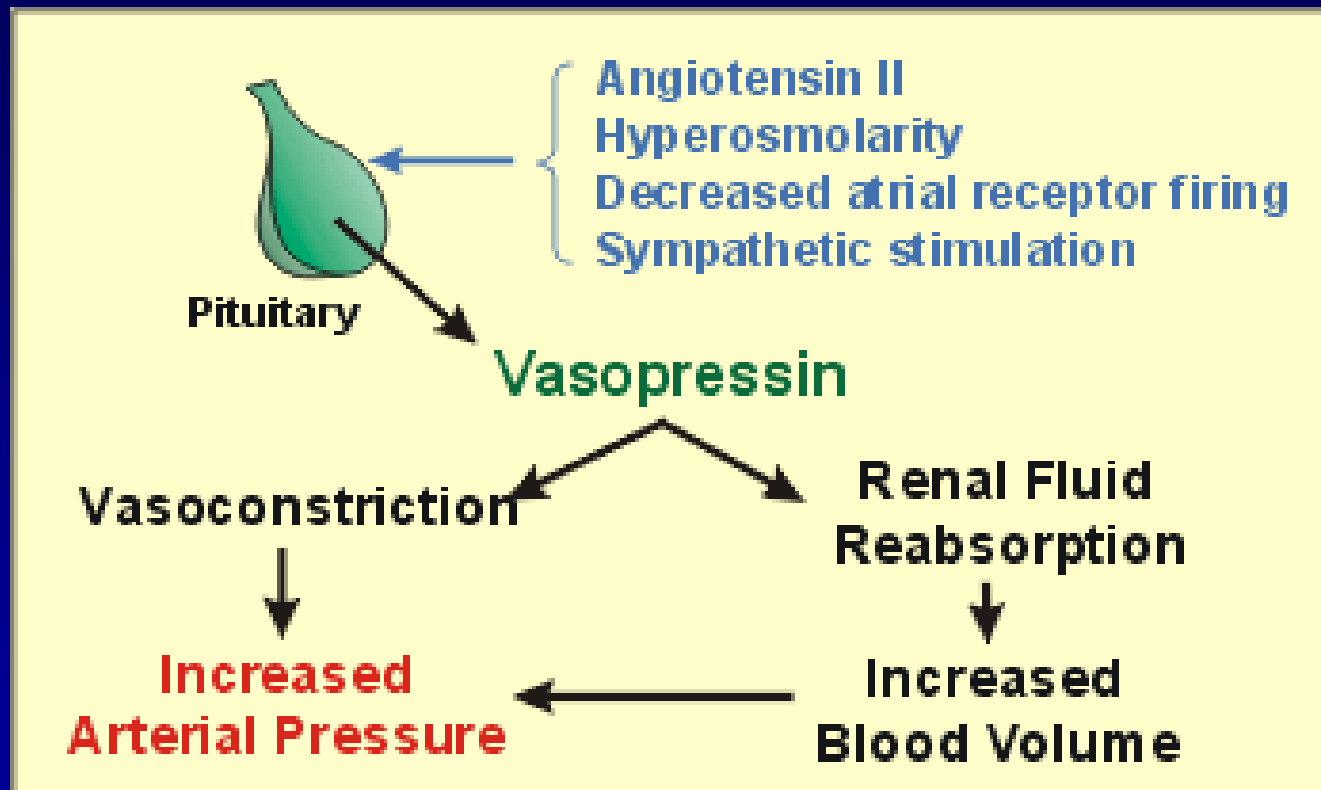 Angiotensin II
Hyperosmolarity
Decreased atrial receptor firing
Sympathetic stimulation
Pituitary
Vasopressin
Vasoconstriction
Renal Fluid
Reabsorption
Increased
Arterial Pressure
Increased
Blood Volume